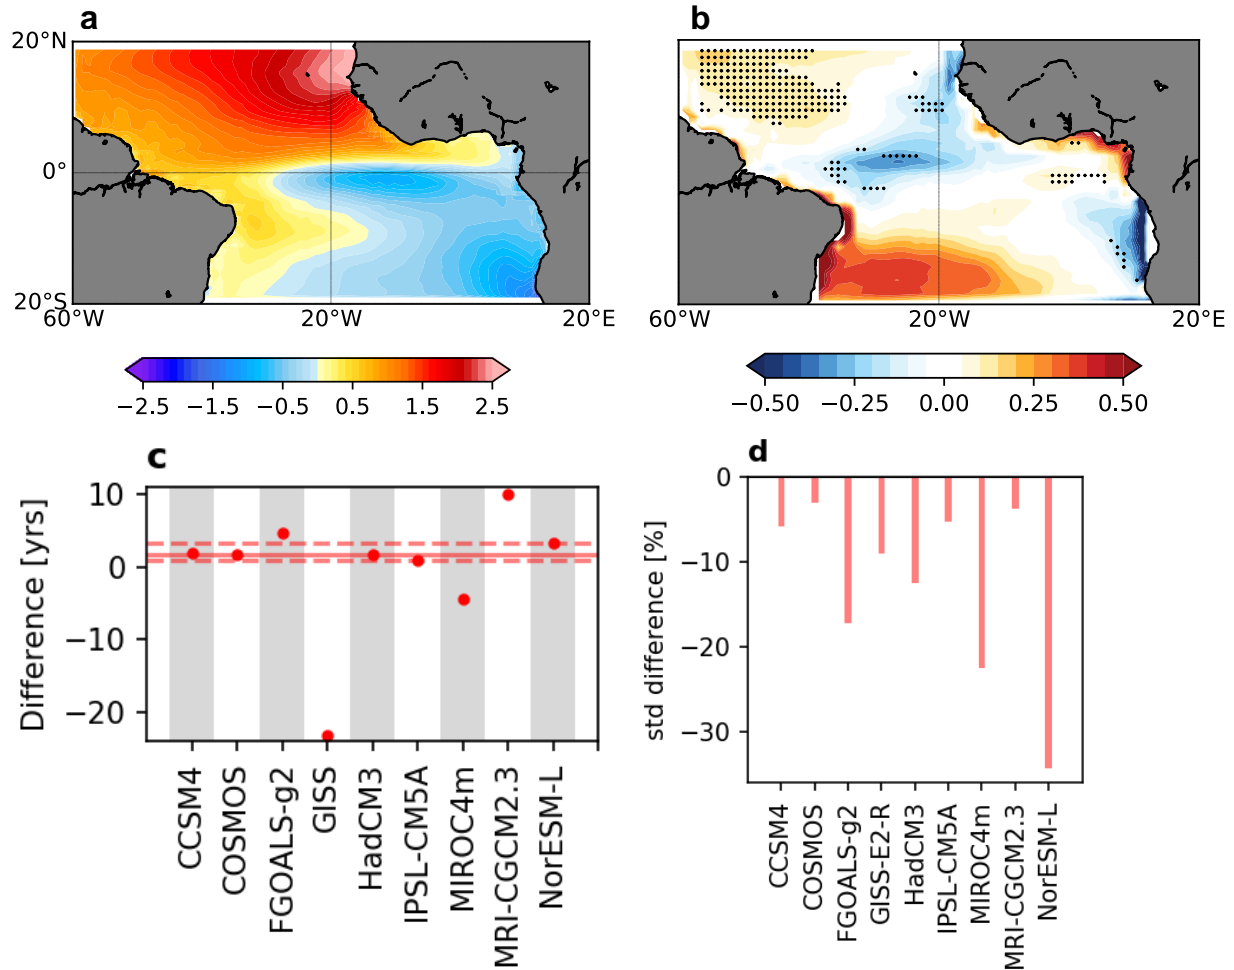 a
b
20°N
0°
20°S
60°W
20°W
20°E
60°W
20°W
20°E
−2.5
−1.5
−0.5
0.5
1.5
2.5
−0.50
−0.25
0.00
0.25
0.50
c
d
Difference [yrs]
10
0
−10
−20
CCSM4
COSMOS
FGOALS-g2
GISS
HadCM3
IPSL-CM5A
MIROC4m
MRI-CGCM2.3
NorESM-L
std difference [%]
0
−10
−20
−30
CCSM4
COSMOS
FGOALS-g2
GISS-E2-R
HadCM3
IPSL-CM5A
MIROC4m
MRI-CGCM2.3
NorESM-L